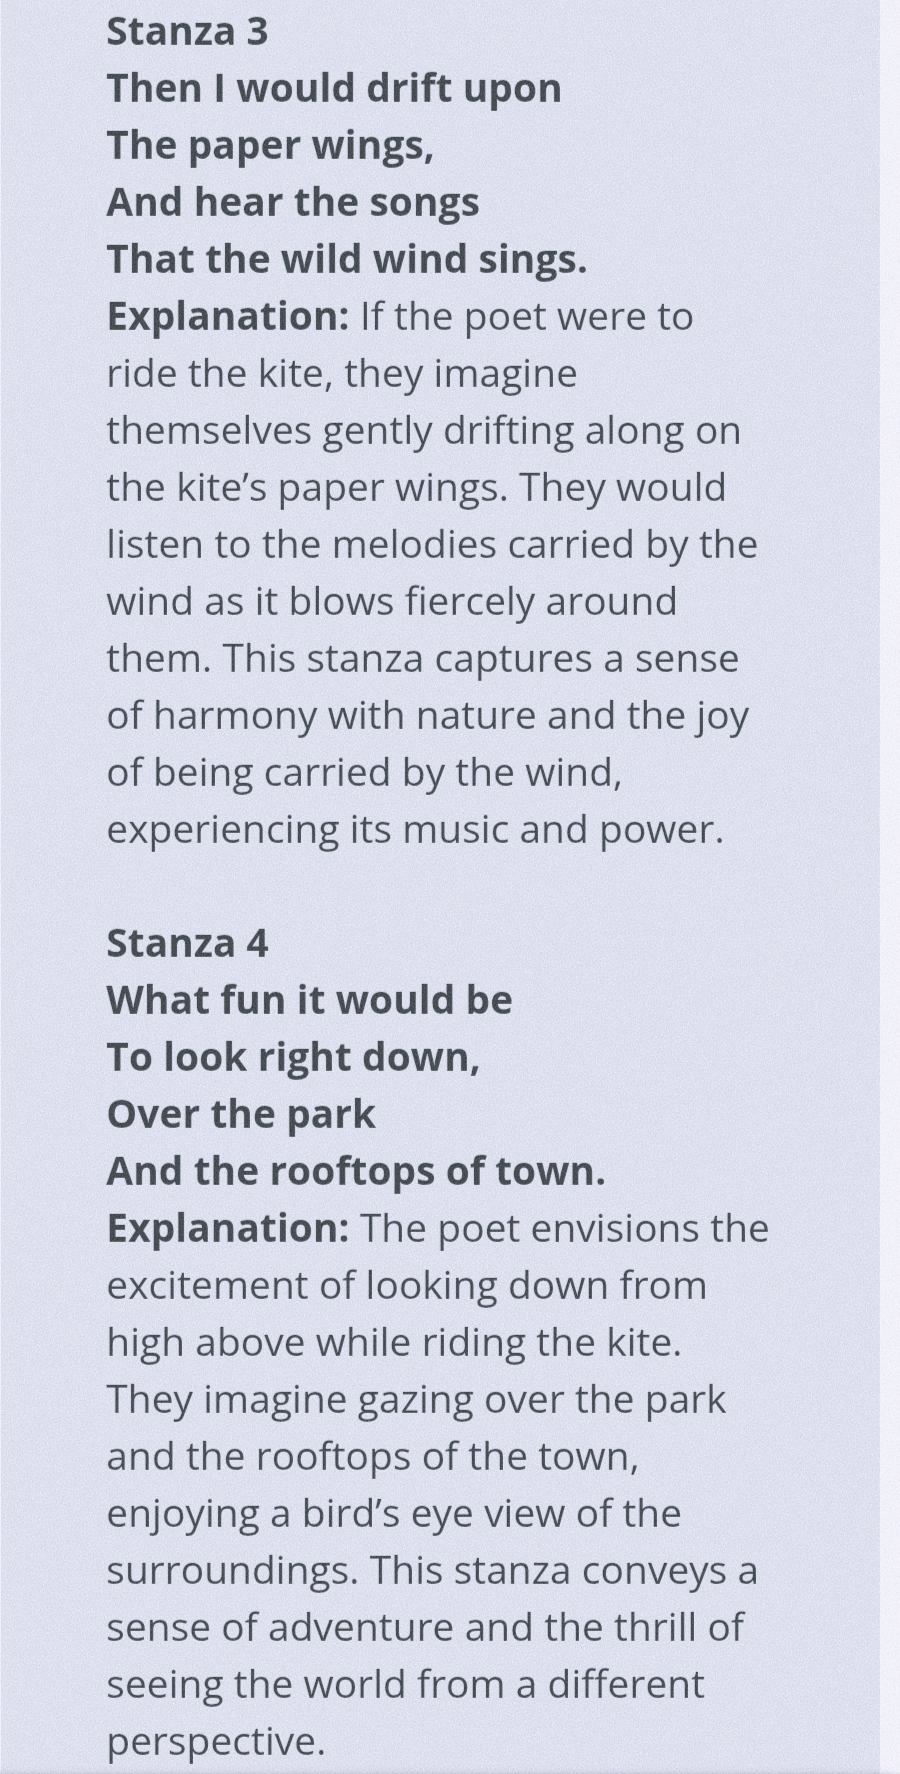 Stanza 3
Then I would drift upon
The paper wings,
And hear the songs
That the wild wind sings.
Explanation: If the poet were to
ride the kite, they imagine
themselves gently drifting along on
the kite’s paper wings. They would
listen to the melodies carried by the
wind as it blows fiercely around
them. This stanza captures a sense
of harmony with nature and the joy
of being carried by the wind,
experiencing its music and power.
Stanza 4
What fun it would be
To look right down,
Over the park
And the rooftops of town.
Explanation: The poet envisions the
excitement of looking down from
high above while riding the kite.
They imagine gazing over the park
and the rooftops of the town,
enjoying a bird’s eye view of the
surroundings. This stanza conveys a
sense of adventure and the thrill of
seeing the world from a different
perspective.